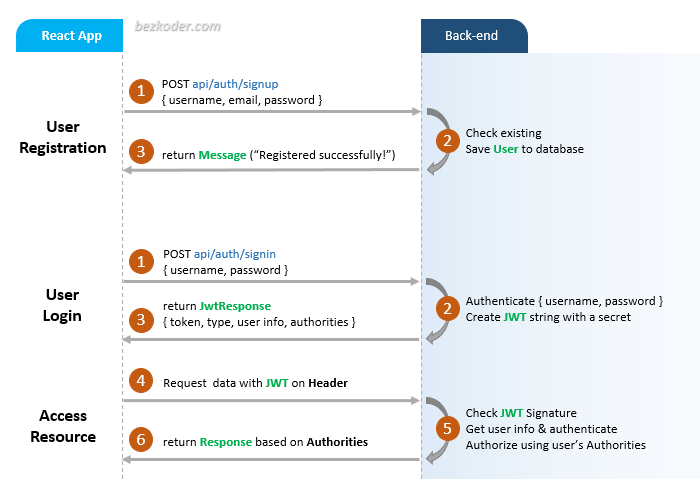 bezkoder.com
React App
Back-end
User
Registration
1
POST api/auth/signup
{ username, email, password }
2
Check existing
Save User to database
3
return Message (“Registered successfully!”)
User
Login
1
POST api/auth/signin
{ username, password }
2
Authenticate { username, password }
Create JWT string with a secret
3
return JwtResponse
{ token, type, user info, authorities }
Access
Resource
4
Request data with JWT on Header
5
Check JWT Signature
Get user info & authenticate
Authorize using user’s Authorities
6
return Response based on Authorities